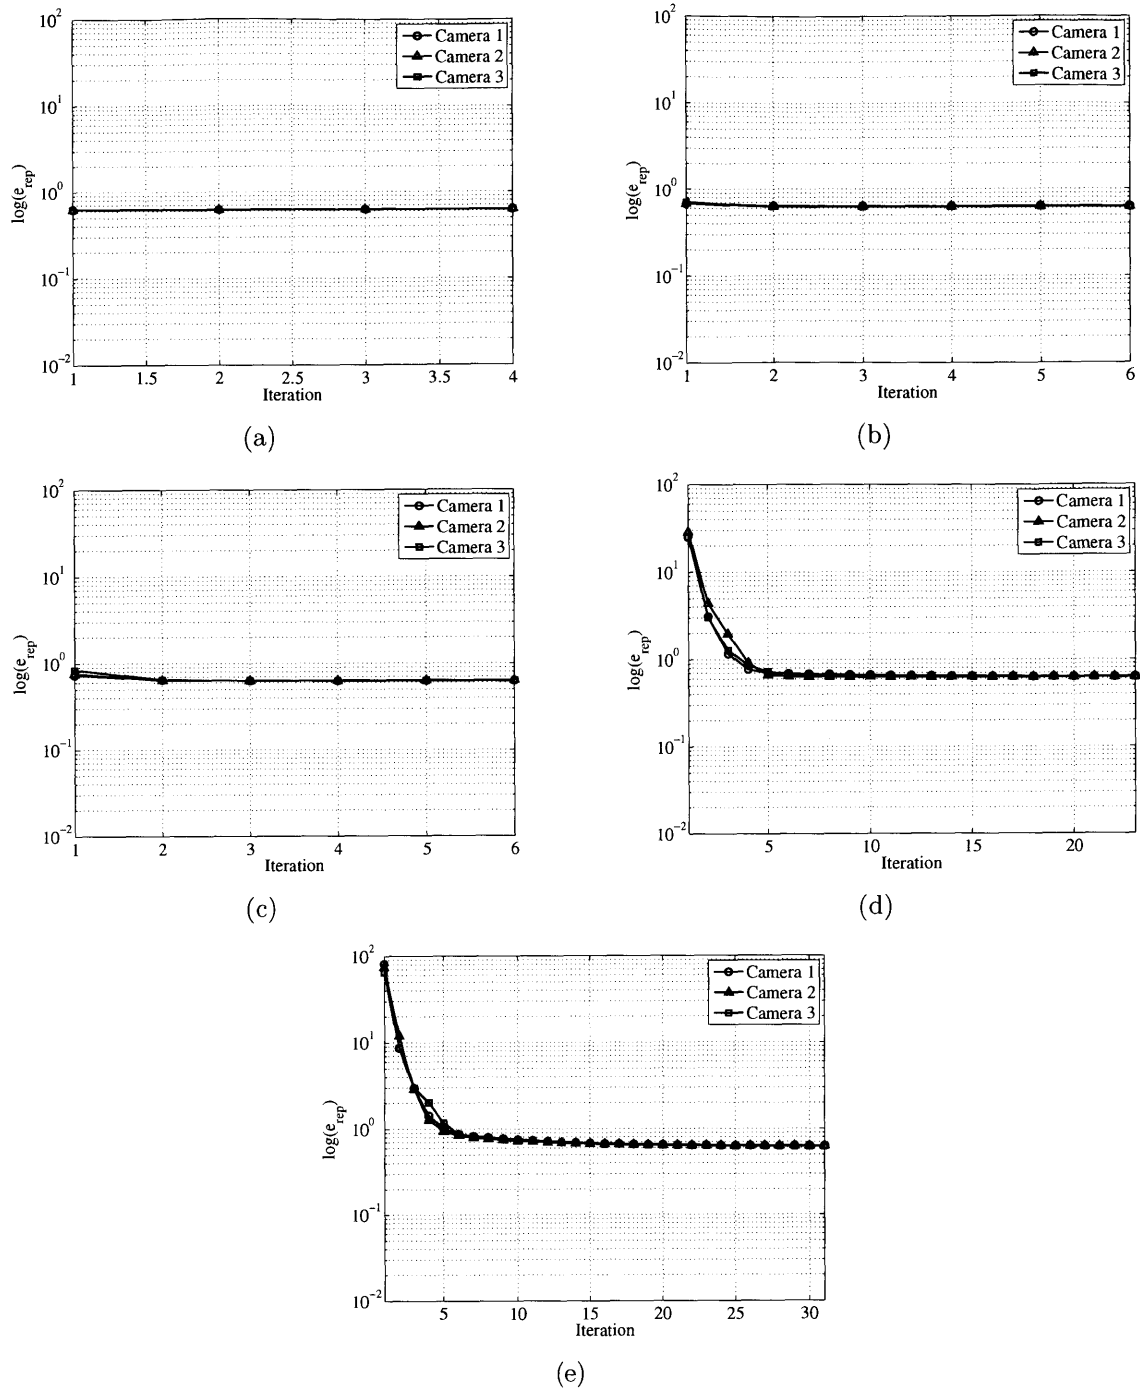 10^2
10^1
10^0
10^-1
10^-2
log(e_rep)
Camera 1
Camera 2
Camera 3
1 1.5 2 2.5 3 3.5 4
Iteration
(a)
10^2
10^1
10^0
10^-1
10^-2
log(e_rep)
Camera 1
Camera 2
Camera 3
1 2 3 4 5 6
Iteration
(b)
10^2
10^1
10^0
10^-1
10^-2
log(e_rep)
Camera 1
Camera 2
Camera 3
1 2 3 4 5 6
Iteration
(c)
10^2
10^1
10^0
10^-1
10^-2
log(e_rep)
Camera 1
Camera 2
Camera 3
5 10 15 20
Iteration
(d)
10^2
10^1
10^0
10^-1
10^-2
log(e_rep)
Camera 1
Camera 2
Camera 3
5 10 15 20 25 30
Iteration
(e)